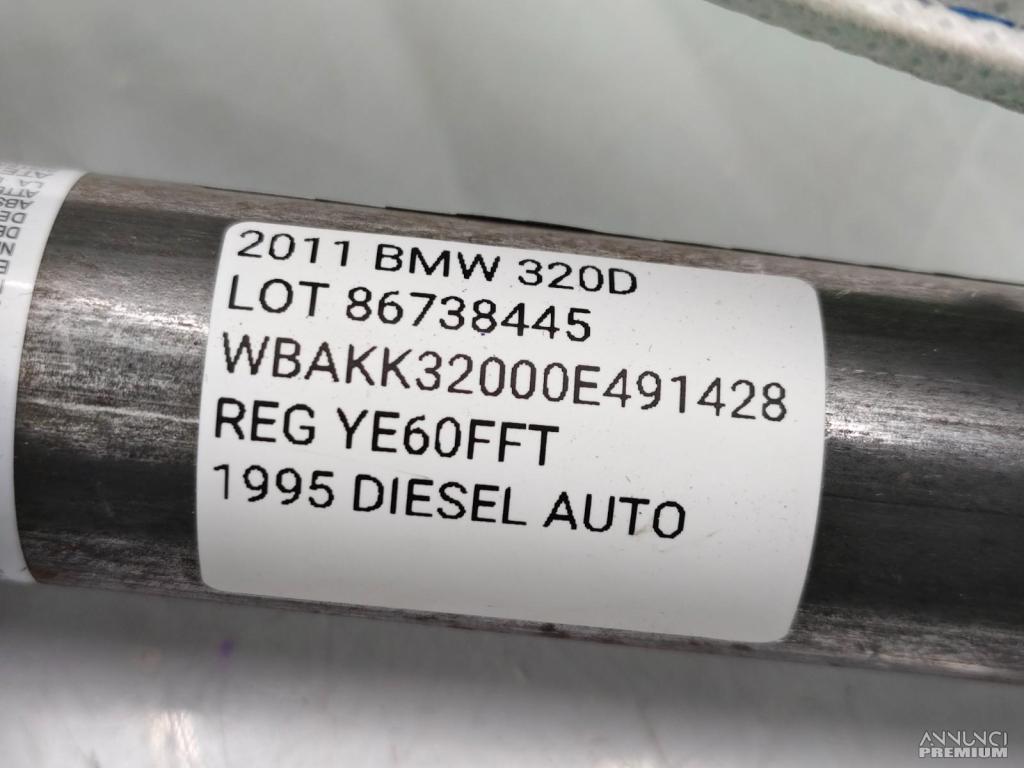 2011 BMW 320D
LOT 86738445
WBAKK32000E491428
REG YE60FFT
1995 DIESEL AUTO
ANNUNCI
PREMIUM